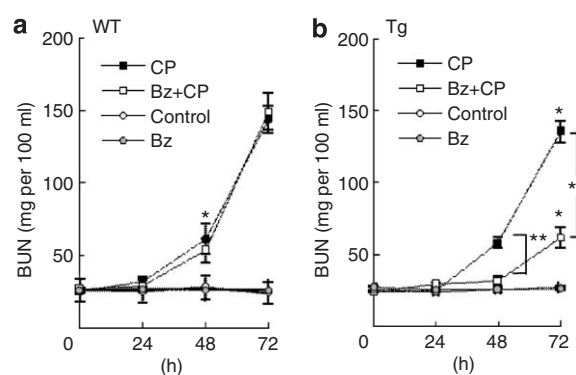 a WT
200
150
100
50
0
BUN (mg per 100 ml)
CP
Bz+CP
Control
Bz
*
24 48 72
(h)
b Tg
200
150
100
50
0
BUN (mg per 100 ml)
CP
Bz+CP
Control
Bz
*
*
*
**
24 48 72
(h)